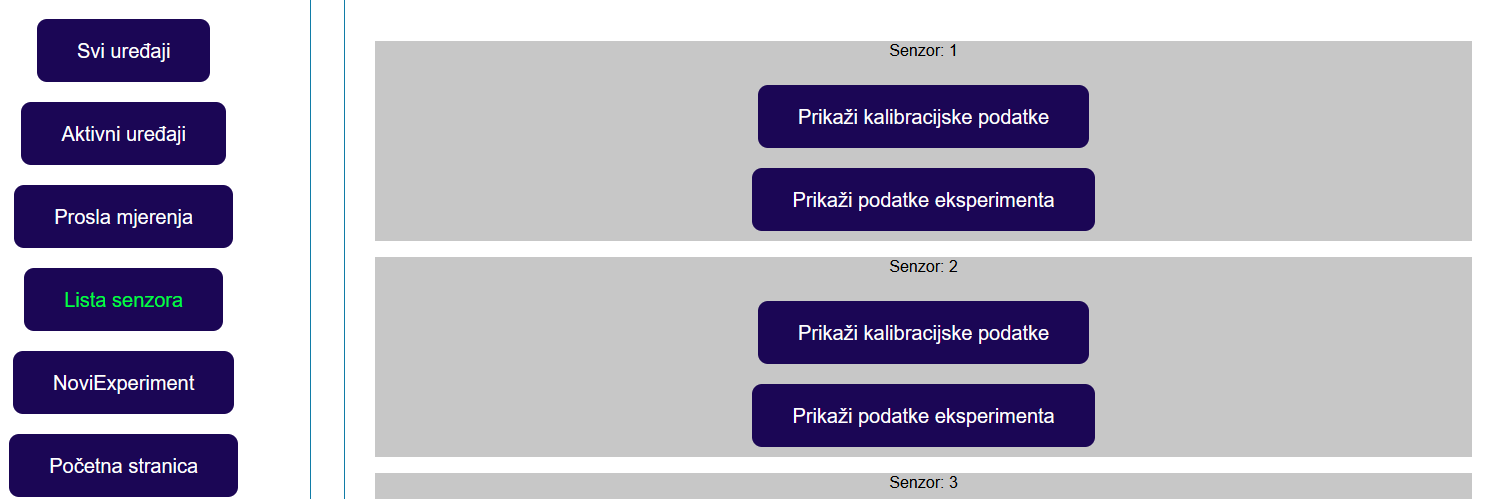 Svi uređaji
Aktivni uređaji
Prosla mjerenja
Lista senzora
NoviExperiment
Početna stranica
Senzor: 1
Prikaži kalibracijske podatke
Prikaži podatke eksperimenta
Senzor: 2
Prikaži kalibracijske podatke
Prikaži podatke eksperimenta
Senzor: 3